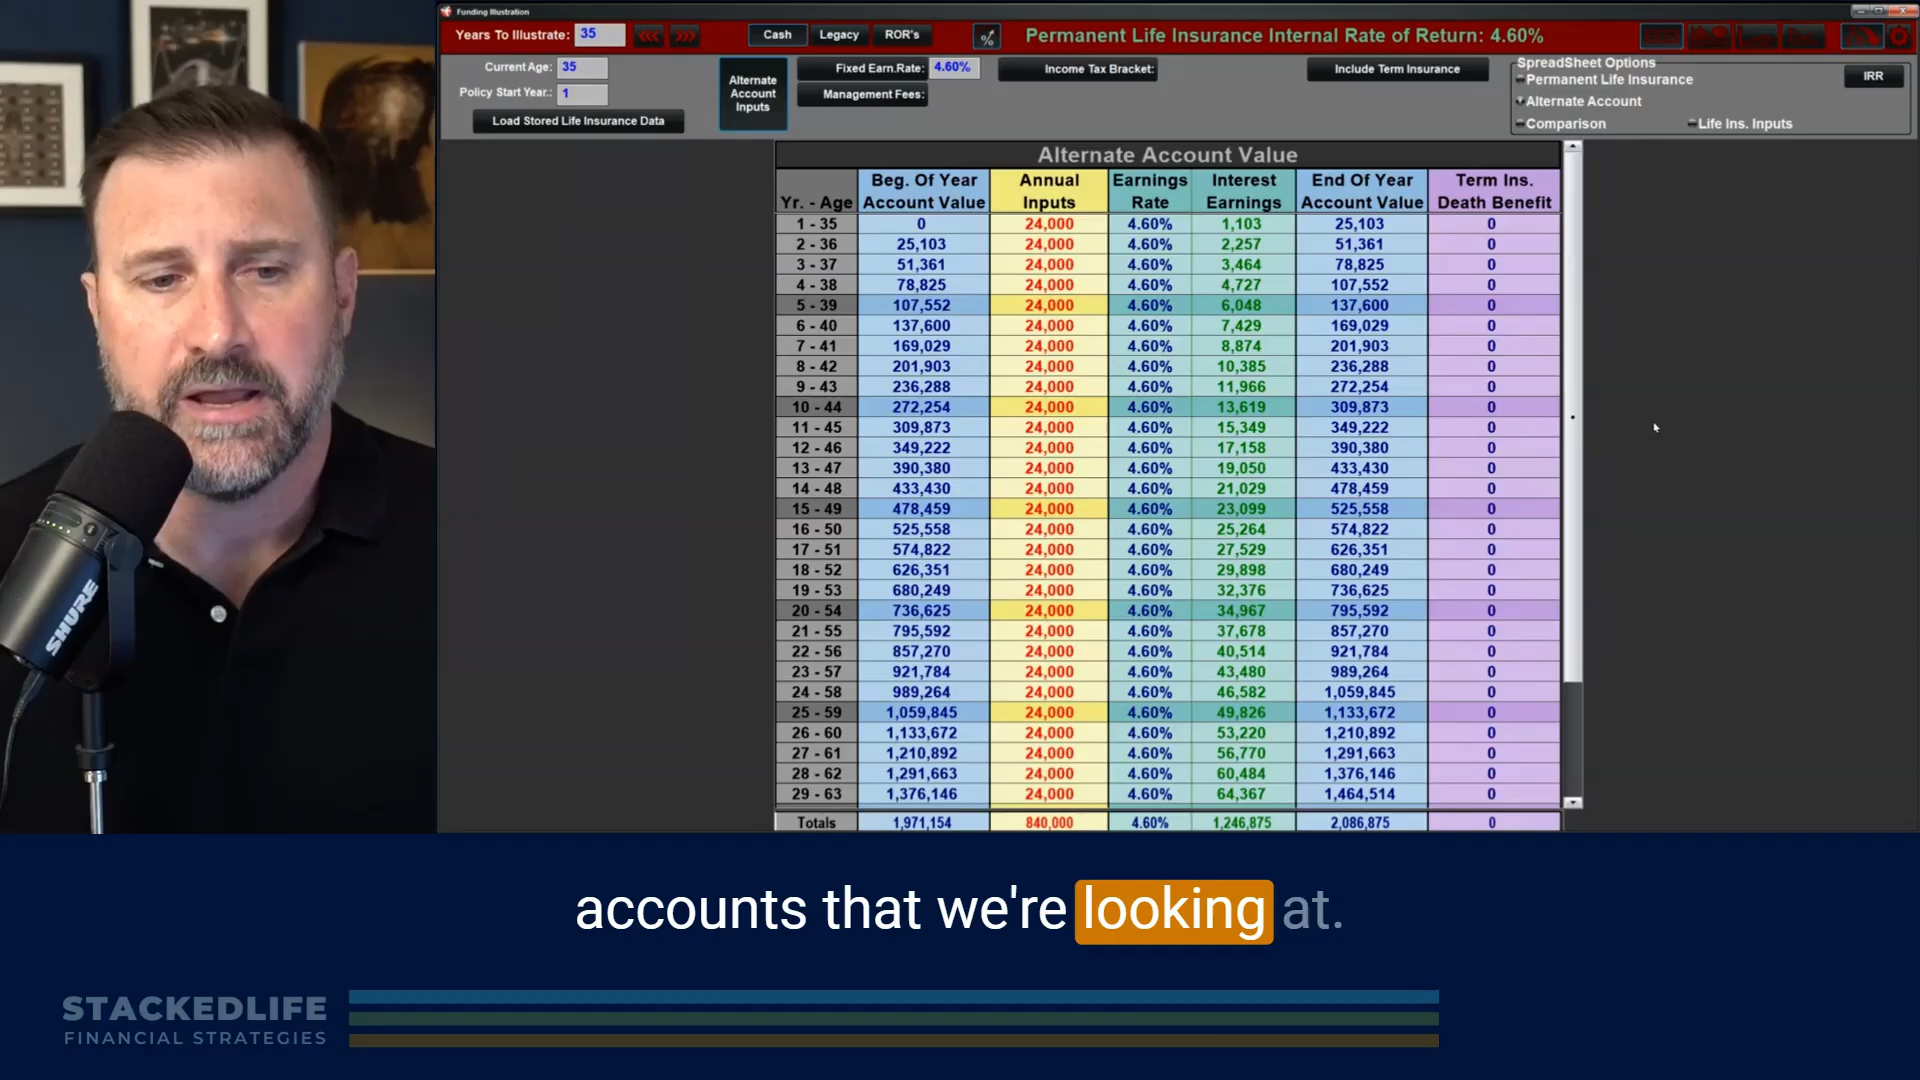 Funding Illustration
Years To Illustrate: 35 <<< >>> Cash Legacy ROR's % Permanent Life Insurance Internal Rate of Return: 4.60%
Current Age: 35
Policy Start Year.: 1
Load Stored Life Insurance Data
Alternate
Account
Inputs
Fixed Earn.Rate: 4.60%
Management Fees:
Income Tax Bracket:
Include Term Insurance
SpreadSheet Options
Permanent Life Insurance
Alternate Account
Comparison
Life Ins. Inputs
IRR
Alternate Account Value
Yr. - Age Beg. Of Year Account Value Annual Inputs Earnings Rate Interest Earnings End Of Year Account Value Term Ins. Death Benefit
1 - 35 0 24,000 4.60% 1,103 25,103 0
2 - 36 25,103 24,000 4.60% 2,257 51,361 0
3 - 37 51,361 24,000 4.60% 3,464 78,825 0
4 - 38 78,825 24,000 4.60% 4,727 107,552 0
5 - 39 107,552 24,000 4.60% 6,048 137,600 0
6 - 40 137,600 24,000 4.60% 7,429 169,029 0
7 - 41 169,029 24,000 4.60% 8,874 201,903 0
8 - 42 201,903 24,000 4.60% 10,385 236,288 0
9 - 43 236,288 24,000 4.60% 11,966 272,254 0
10 - 44 272,254 24,000 4.60% 13,619 309,873 0
11 - 45 309,873 24,000 4.60% 15,349 349,222 0
12 - 46 349,222 24,000 4.60% 17,158 390,380 0
13 - 47 390,380 24,000 4.60% 19,050 433,430 0
14 - 48 433,430 24,000 4.60% 21,029 478,459 0
15 - 49 478,459 24,000 4.60% 23,099 525,558 0
16 - 50 525,558 24,000 4.60% 25,264 574,822 0
17 - 51 574,822 24,000 4.60% 27,529 626,351 0
18 - 52 626,351 24,000 4.60% 29,898 680,249 0
19 - 53 680,249 24,000 4.60% 32,376 736,625 0
20 - 54 736,625 24,000 4.60% 34,967 795,592 0
21 - 55 795,592 24,000 4.60% 37,678 857,270 0
22 - 56 857,270 24,000 4.60% 40,514 921,784 0
23 - 57 921,784 24,000 4.60% 43,480 989,264 0
24 - 58 989,264 24,000 4.60% 46,582 1,059,845 0
25 - 59 1,059,845 24,000 4.60% 49,826 1,133,672 0
26 - 60 1,133,672 24,000 4.60% 53,220 1,210,892 0
27 - 61 1,210,892 24,000 4.60% 56,770 1,291,663 0
28 - 62 1,291,663 24,000 4.60% 60,484 1,376,146 0
29 - 63 1,376,146 24,000 4.60% 64,367 1,464,514 0
Totals 1,971,154 840,000 4.60% 1,246,875 2,086,875 0
SHURE
accounts that we're looking at.
STACKEDLIFE
FINANCIAL STRATEGIES